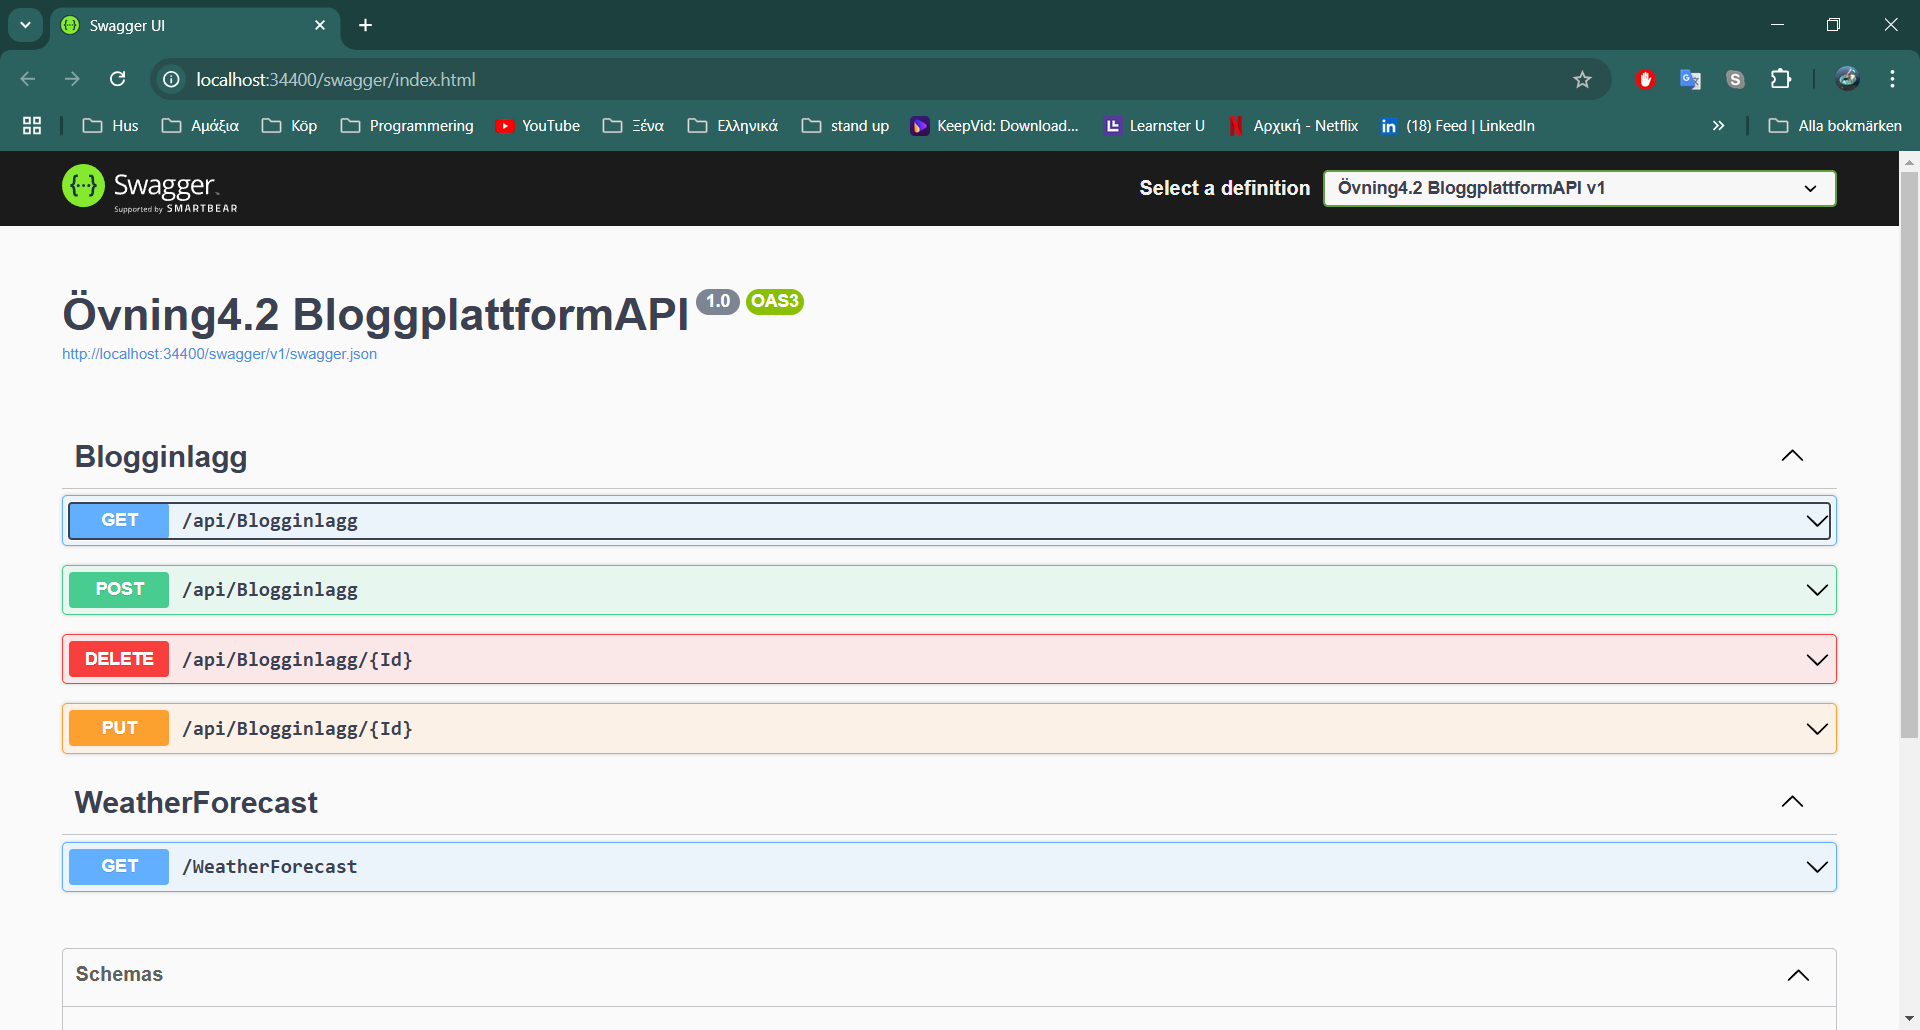 Swagger UI
localhost:34400/swagger/index.html
Hus Αμάξια Köp Programmering YouTube Ξένα Ελληνικά stand up KeepVid: Download... Learnster U Αρχική - Netflix (18) Feed | LinkedIn Alla bokmärken
Swagger
Supported by SMARTBEAR
Select a definition
Övning4.2 BloggplattformAPI v1
Övning4.2 BloggplattformAPI 1.0 OAS3
http://localhost:34400/swagger/v1/swagger.json
Blogginlagg
GET /api/Blogginlagg
POST /api/Blogginlagg
DELETE /api/Blogginlagg/{Id}
PUT /api/Blogginlagg/{Id}
WeatherForecast
GET /WeatherForecast
Schemas